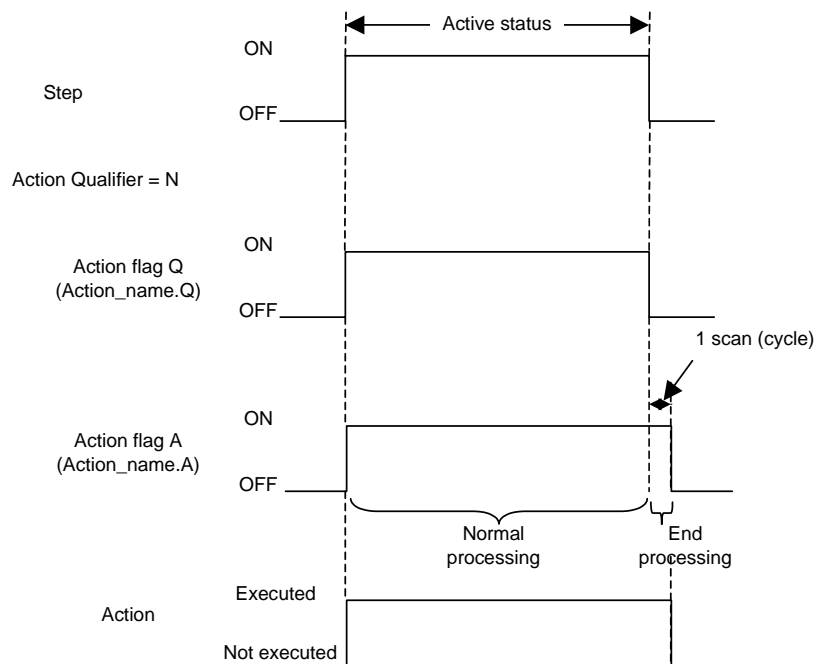 Active status
ON
Step
OFF
Action Qualifier = N
ON
Action flag Q
(Action_name.Q)
OFF
1 scan (cycle)
ON
Action flag A
(Action_name.A)
OFF
Normal
processing
End
processing
Executed
Action
Not executed